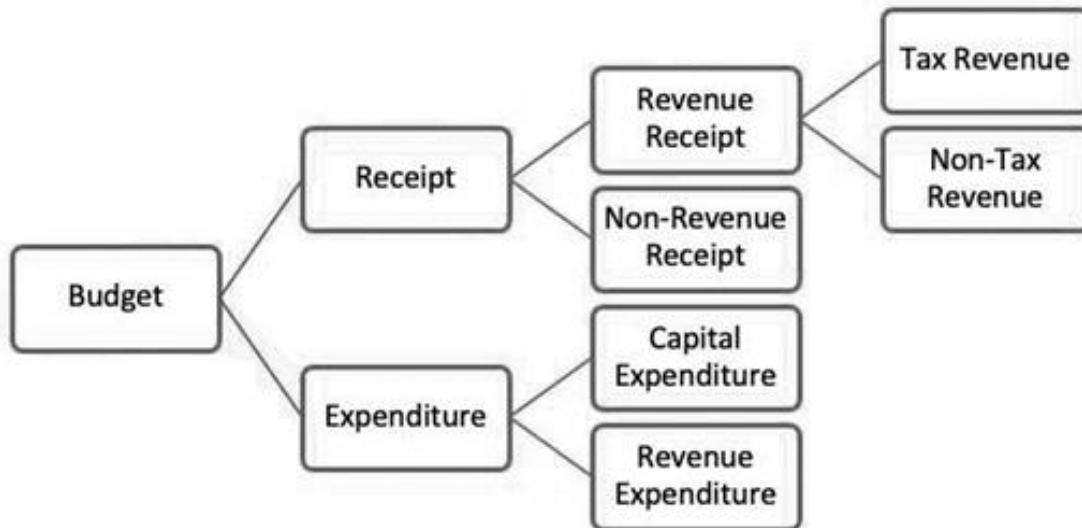 Budget
Receipt
Expenditure
Revenue
Receipt
Non-Revenue
Receipt
Capital
Expenditure
Revenue
Expenditure
Tax Revenue
Non-Tax
Revenue